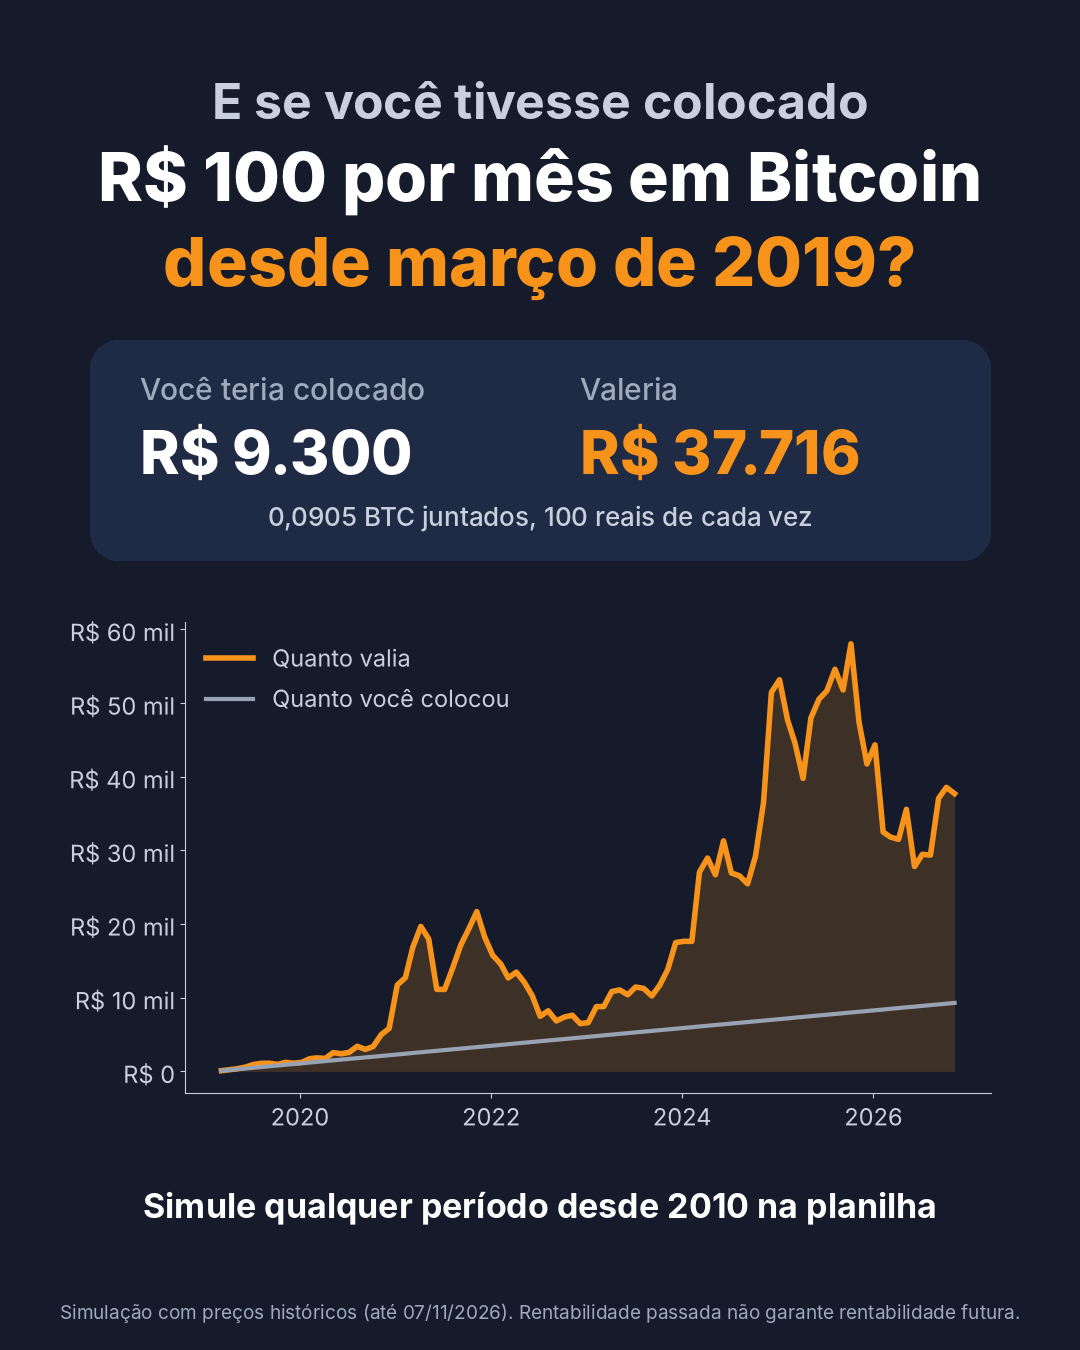 E se você tivesse colocado
R$ 100 por mês em Bitcoin
desde março de 2019?
Você teria colocado
R$ 9.300
Valeria
R$ 37.716
0,0905 BTC juntados, 100 reais de cada vez
R$ 60 mil
R$ 50 mil
R$ 40 mil
R$ 30 mil
R$ 20 mil
R$ 10 mil
R$ 0
Quanto valia
Quanto você colocou
2020 2022 2024 2026
Simule qualquer período desde 2010 na planilha
Simulação com preços históricos (até 07/11/2026). Rentabilidade passada não garante rentabilidade futura.